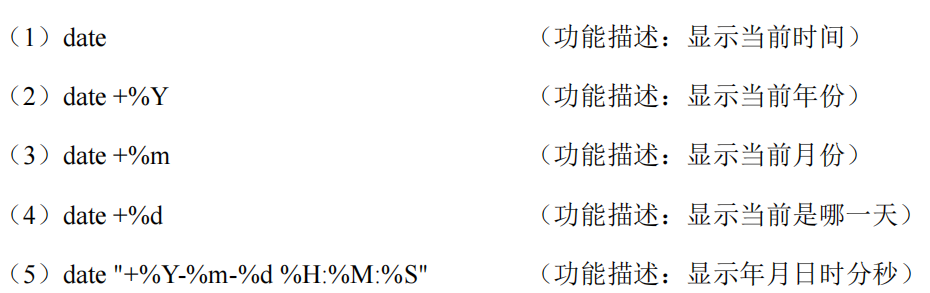 （1）date （功能描述：显示当前时间）
（2）date +%Y （功能描述：显示当前年份）
（3）date +%m （功能描述：显示当前月份）
（4）date +%d （功能描述：显示当前是哪一天）
（5）date "+%Y-%m-%d %H:%M:%S" （功能描述：显示年月日时分秒）